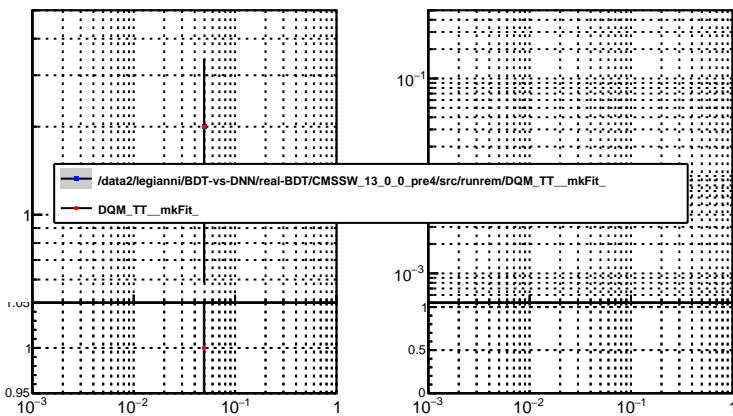 10⁻¹
1
10⁻³
/data2/legianni/BDT-vs-DNN/real-BDT/CMSSW_13_0_0_pre4/src/runrem/DQM_TT__mkFit_
DQM_TT__mkFit_
1.05
1
0.95
1
0.5
0
10⁻³ 10⁻² 10⁻¹ 1
10⁻³ 10⁻² 10⁻¹ 1